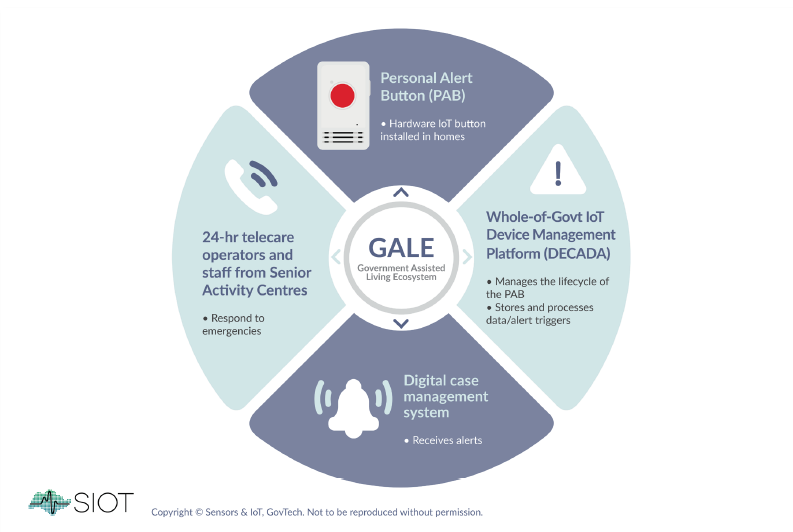 Personal Alert
Button (PAB)
• Hardware IoT button
installed in homes
24-hr telecare
operators and
staff from Senior
Activity Centres
• Respond to
emergencies
GALE
Government Assisted
Living Ecosystem
Whole-of-Govt IoT
Device Management
Platform (DECADA)
• Manages the lifecycle of
the PAB
• Stores and processes
data/alert triggers
Digital case
management
system
• Receives alerts
SIOT
Copyright © Sensors & IoT, GovTech. Not to be reproduced without permission.